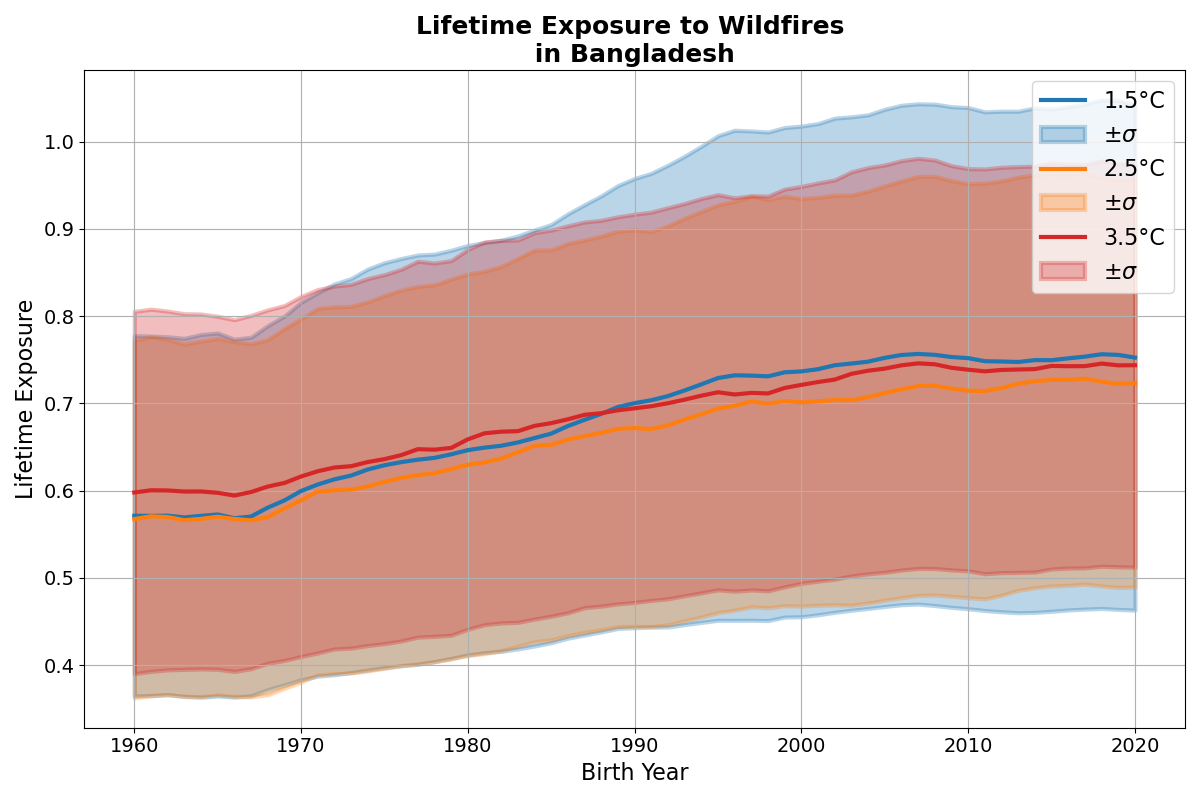 Lifetime Exposure to Wildfires
in Bangladesh
1.5°C
±σ
2.5°C
±σ
3.5°C
±σ
Lifetime Exposure
1.0
0.9
0.8
0.7
0.6
0.5
0.4
1960 1970 1980 1990 2000 2010 2020
Birth Year